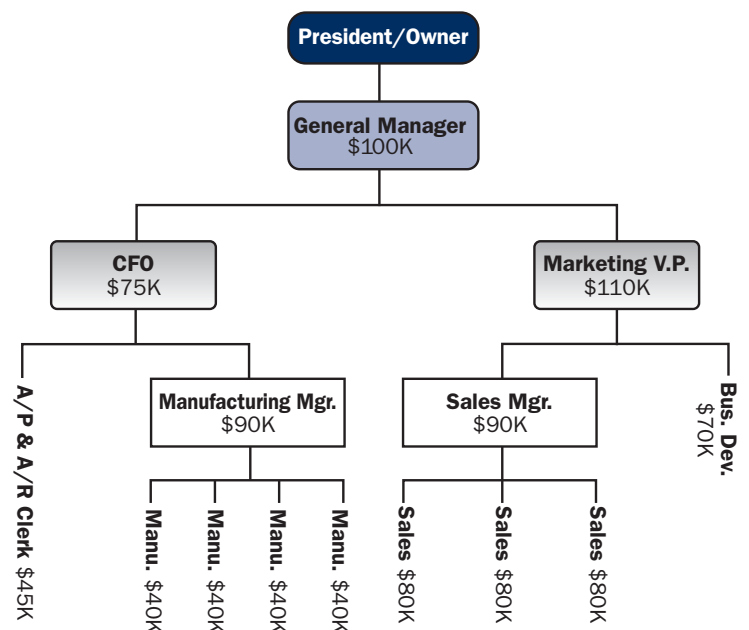 President/Owner
General Manager
$100K
CFO
$75K
Marketing V.P.
$110K
A/P & A/R Clerk $45K
Manufacturing Mgr.
$90K
Sales Mgr.
$90K
Bus. Dev.
$70K
Manu. $40K
Manu. $40K
Manu. $40K
Manu. $40K
Sales $80K
Sales $80K
Sales $80K